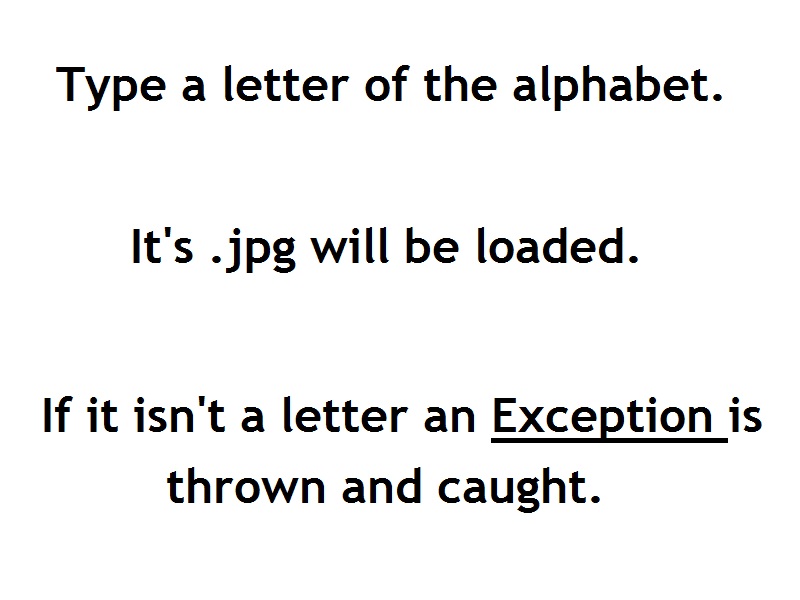 Type a letter of the alphabet.
It's .jpg will be loaded.
If it isn't a letter an Exception is
thrown and caught.